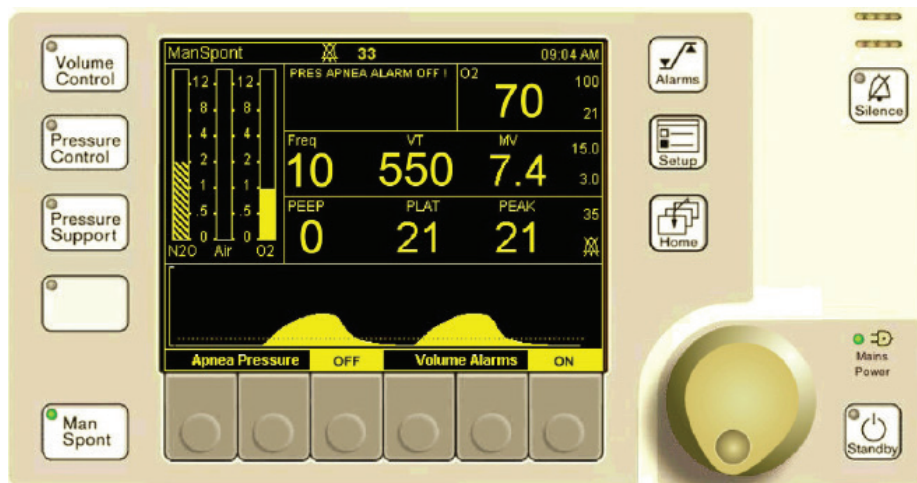 Volume
Control
Pressure
Control
Pressure
Support
Man
Spont
ManSpont 33 09:04 AM
PRES APNEA ALARM OFF !
O2
70
100
21
12 12
8 8
4 4
2 2
1 1
.5 .5
0 0
N2O Air O2
Freq VT MV
10 550 7.4
15.0
3.0
PEEP PLAT PEAK
0 21 21
35
Apnea Pressure OFF Volume Alarms ON
Alarms
Setup
Home
Silence
Mains
Power
Standby